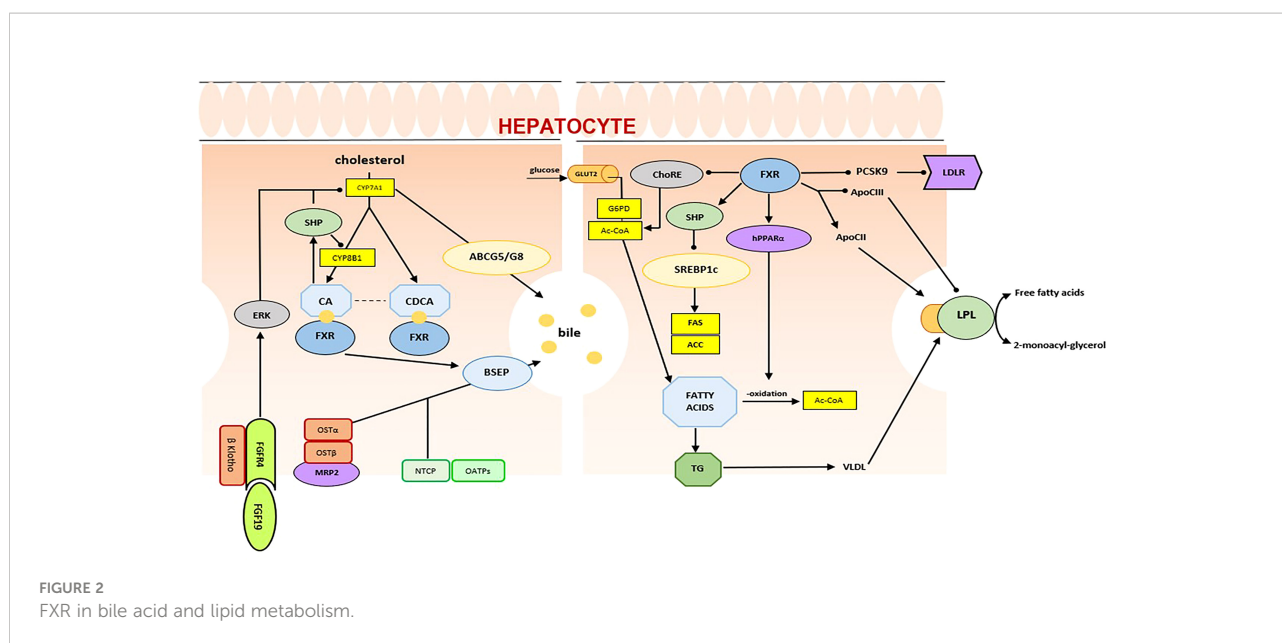 HEPATOCYTE
cholesterol
CYP7A1
SHP
CYP8B1
ABCG5/G8
CA
CDCA
ERK
FXR
FXR
bile
BSEP
OSTα
OSTβ
MRP2
NTCP
OATPs
β Klotho
FGFR4
FGF19
glucose
GLUT2
ChoRE
FXR
PCSK9
LDLR
G6PD
Ac-CoA
SHP
ApoCIII
hPPARα
ApoCII
SREBP1c
FAS
ACC
LPL
Free fatty acids
2-monoacyl-glycerol
FATTY
ACIDS
-oxidation
Ac-CoA
TG
VLDL
FIGURE 2
FXR in bile acid and lipid metabolism.